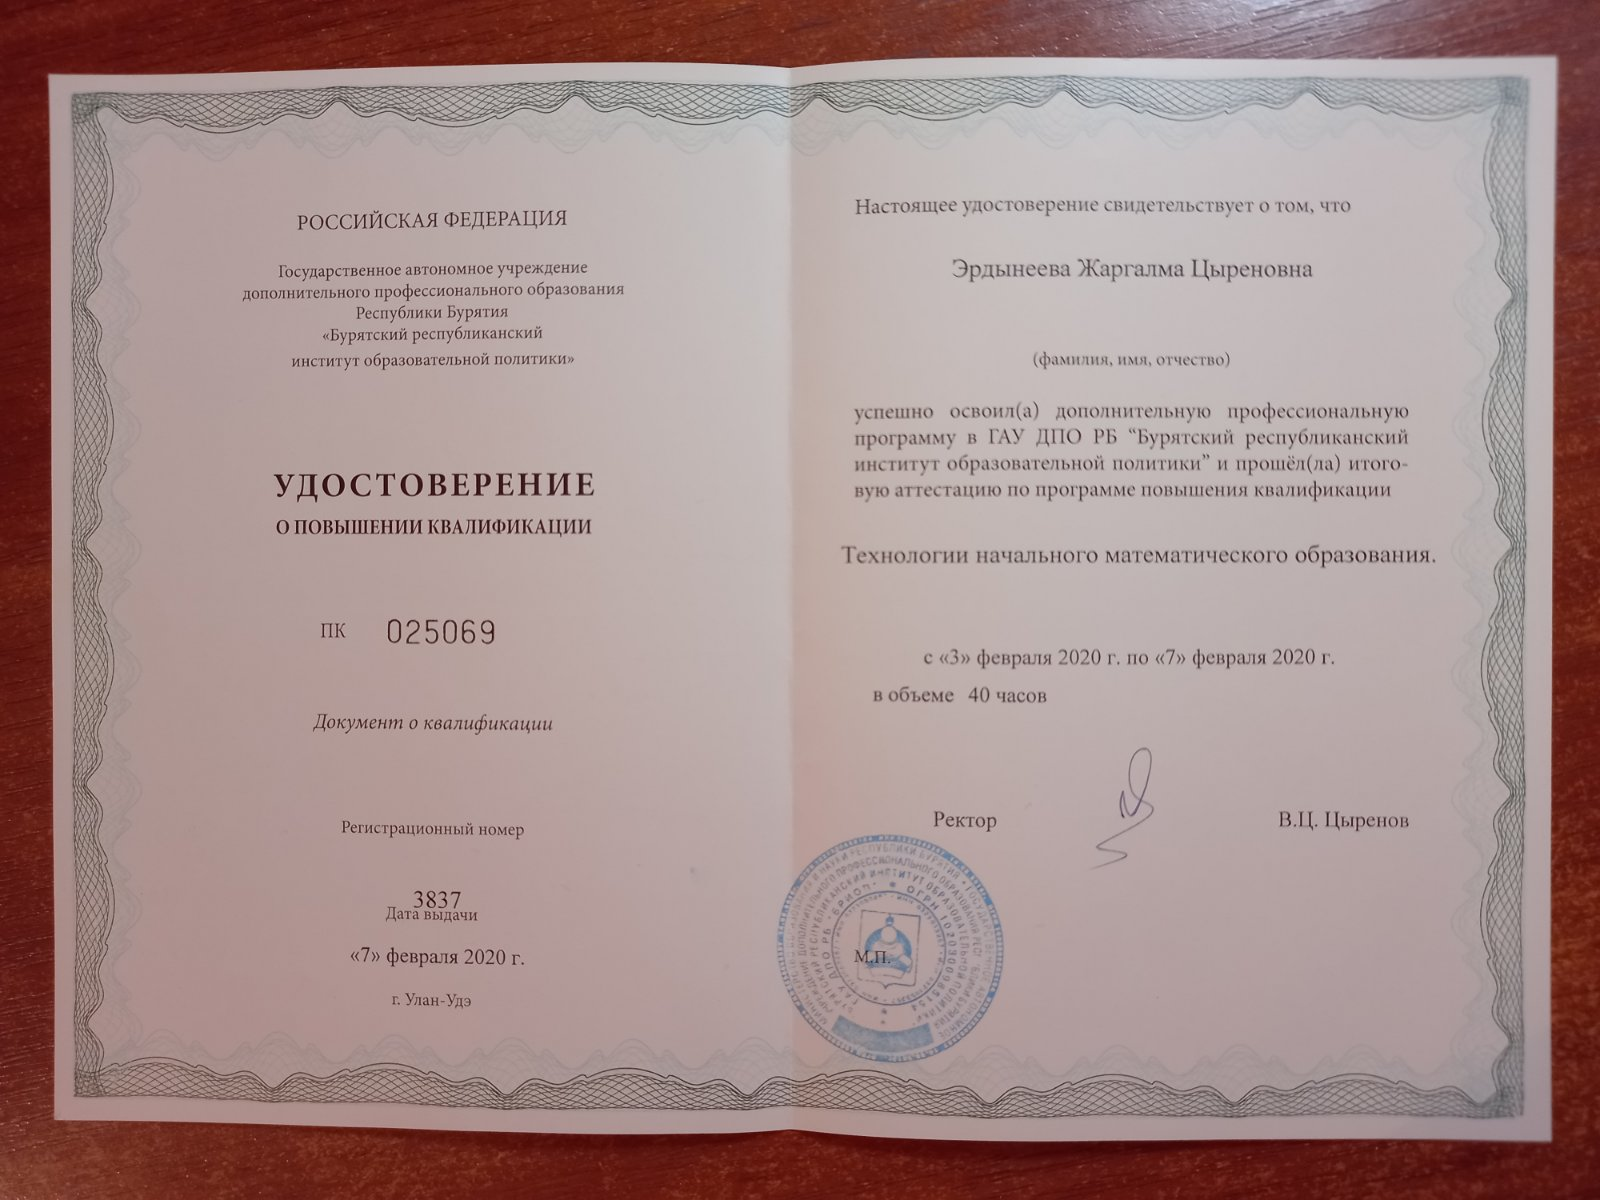 РОССИЙСКАЯ ФЕДЕРАЦИЯ
Государственное автономное учреждение
дополнительного профессионального образования
Республики Бурятия
«Бурятский республиканский
институт образовательной политики»
УДОСТОВЕРЕНИЕ
О ПОВЫШЕНИИ КВАЛИФИКАЦИИ
ПК 025069
Документ о квалификации
Регистрационный номер
3837
Дата выдачи
«7» февраля 2020 г.
г. Улан-Удэ
Настоящее удостоверение свидетельствует о том, что
Эрдынеева Жаргалма Цыреновна
(фамилия, имя, отчество)
успешно освоил(а) дополнительную профессиональную
программу в ГАУ ДПО РБ “Бурятский республиканский
институт образовательной политики” и прошёл(ла) итого-
вую аттестацию по программе повышения квалификации
Технологии начального математического образования.
с «3» февраля 2020 г. по «7» февраля 2020 г.
в объеме 40 часов
Ректор В.Ц. Цыренов
М.П.